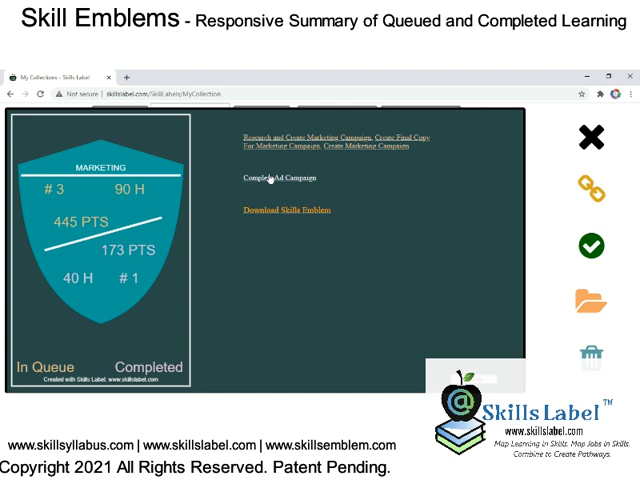 Skill Emblems - Responsive Summary of Queued and Completed Learning
My Collections - Skills Label
Not secure | skillslabel.com/SkillLabels/MyCollection
MARKETING
# 3 90 H
445 PTS
173 PTS
40 H # 1
In Queue Completed
Created with Skills Label: www.skillslabel.com
Research and Create Marketing Campaign, Create Final Copy
For Marketing Campaign, Create Marketing Campaign
Complete Ad Campaign
Download Skills Emblem
Skills Label ™
www.skillslabel.com
Map Learning in Skills. Map Jobs in Skills.
Combine to Create Pathways.
www.skillsyllabus.com | www.skillslabel.com | www.skillsemblem.com
Copyright 2021 All Rights Reserved. Patent Pending.